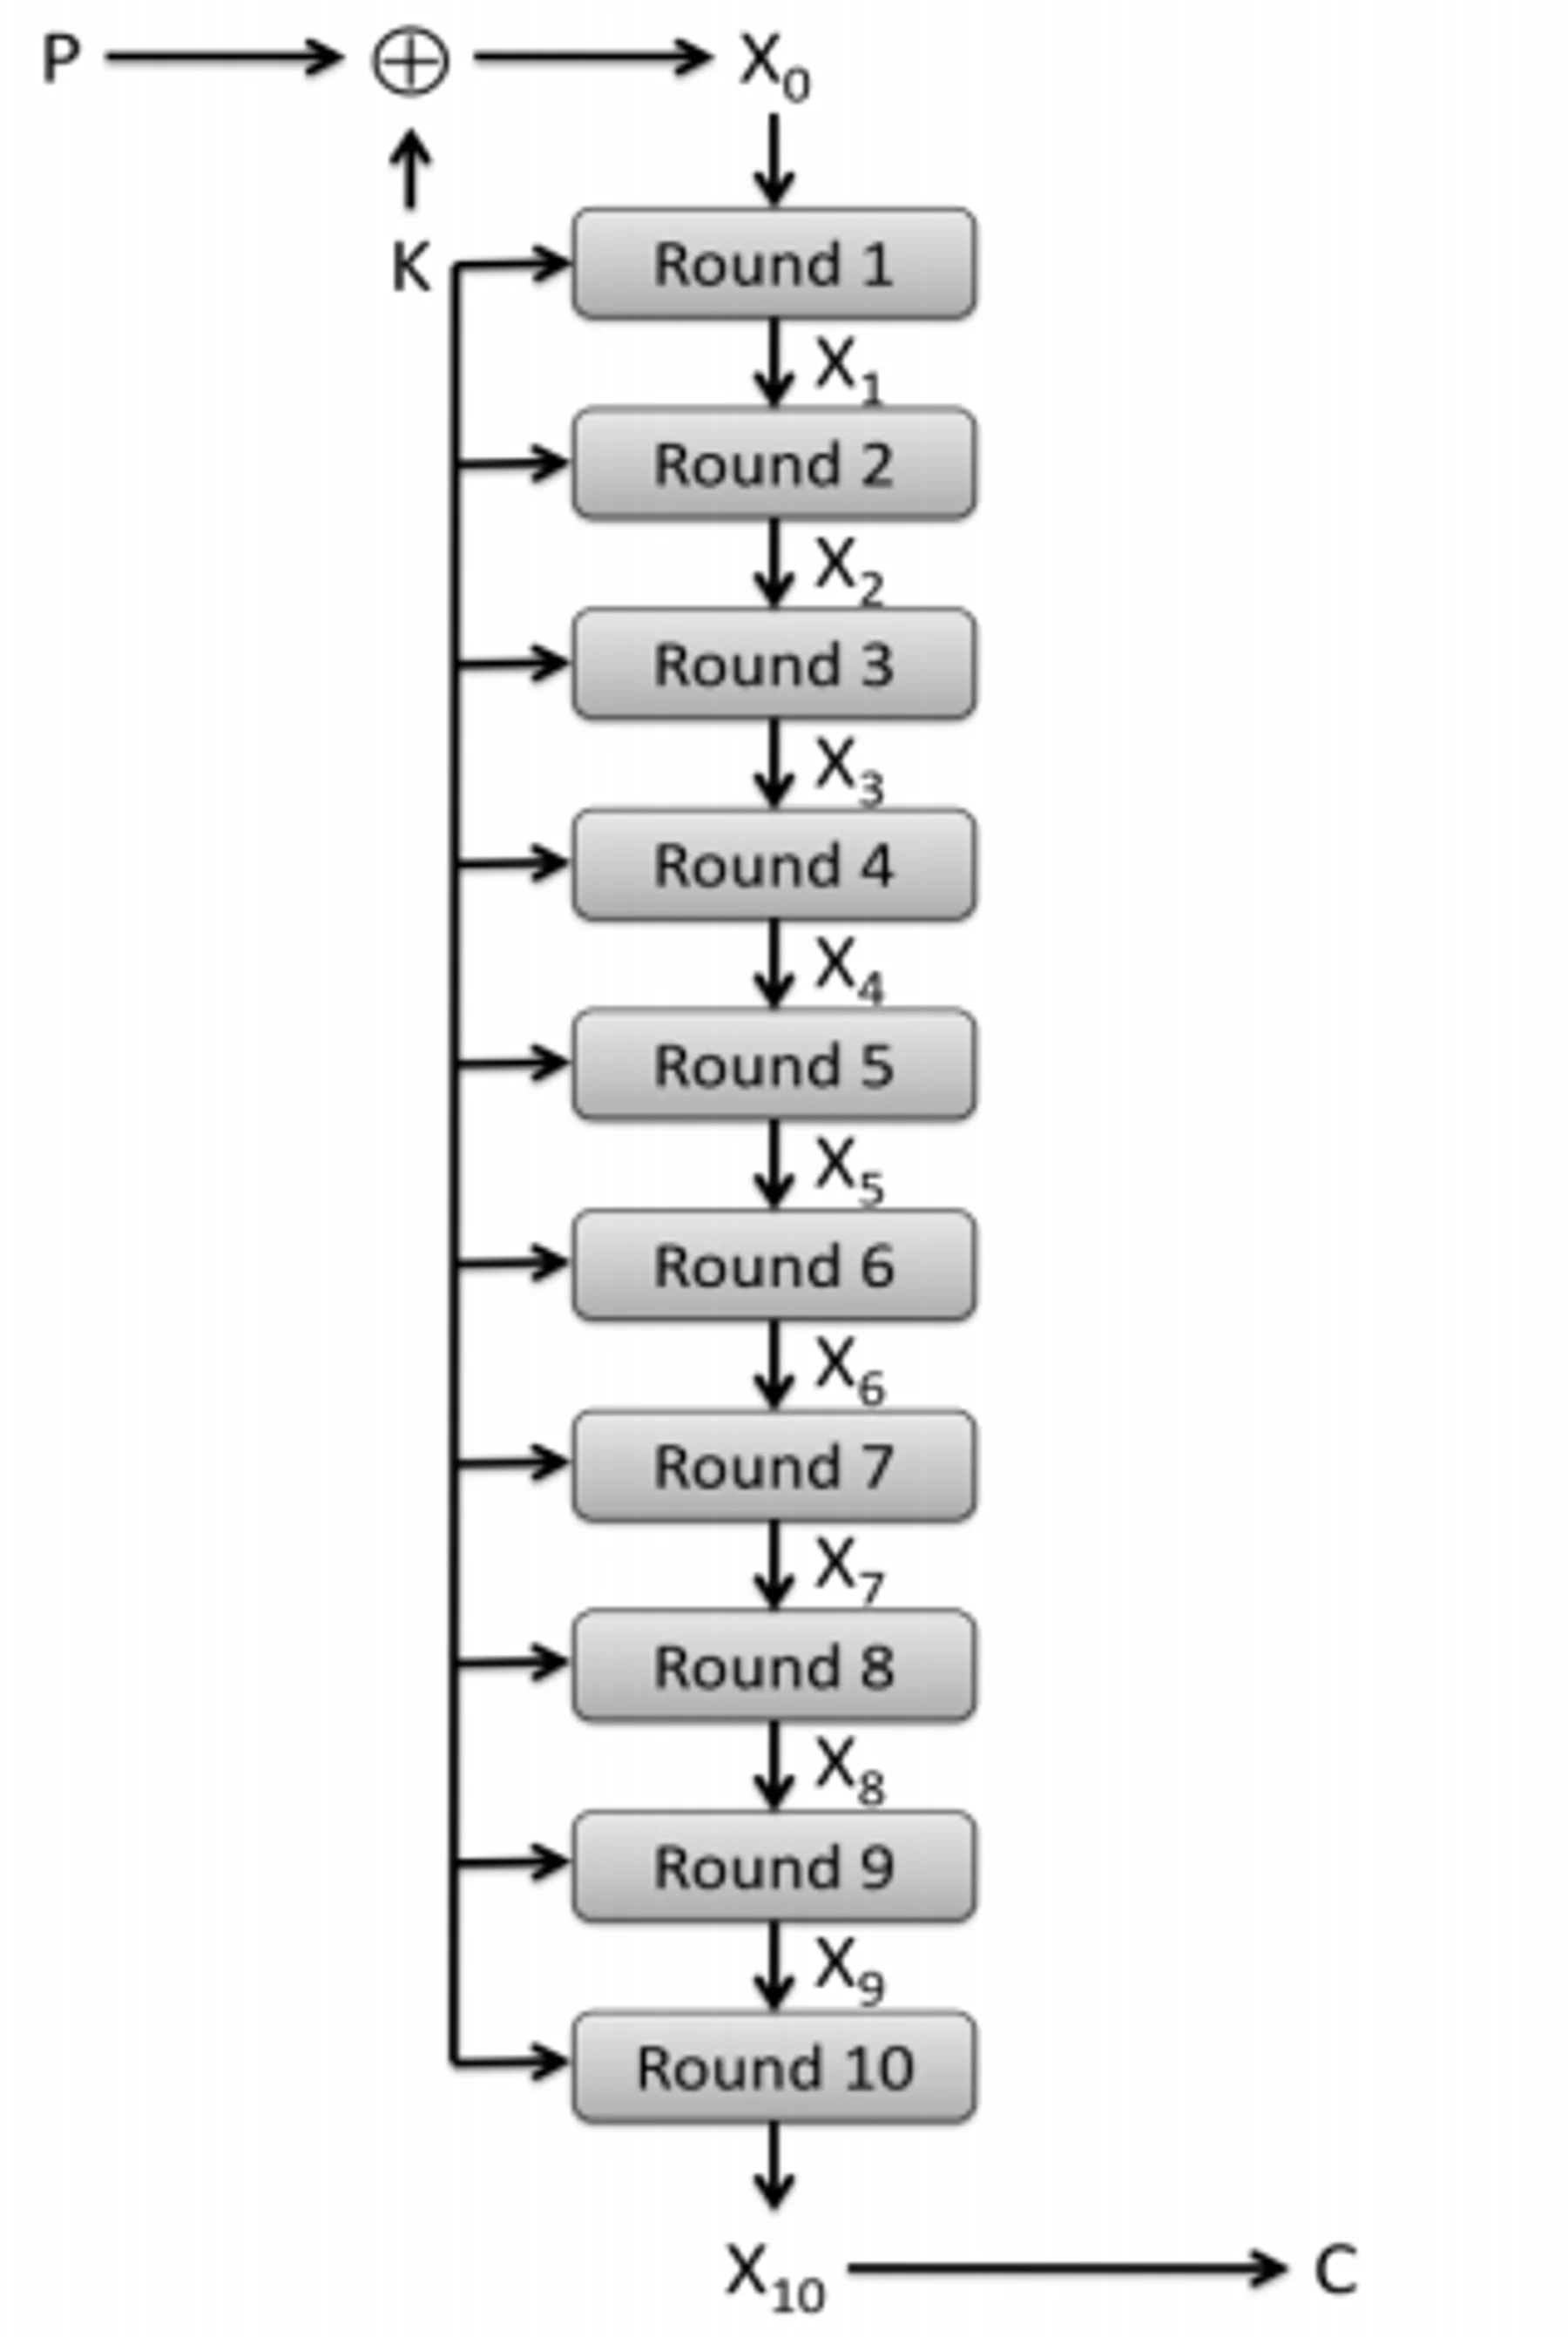 P ⊕ X₀
K Round 1
X₁
Round 2
X₂
Round 3
X₃
Round 4
X₄
Round 5
X₅
Round 6
X₆
Round 7
X₇
Round 8
X₈
Round 9
X₉
Round 10
X₁₀ C